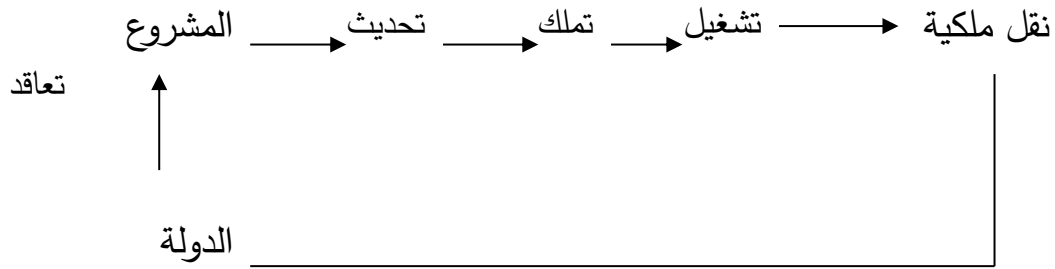 المشروع تحديث تملك تشغيل نقل ملكية
تعاقد
الدولة